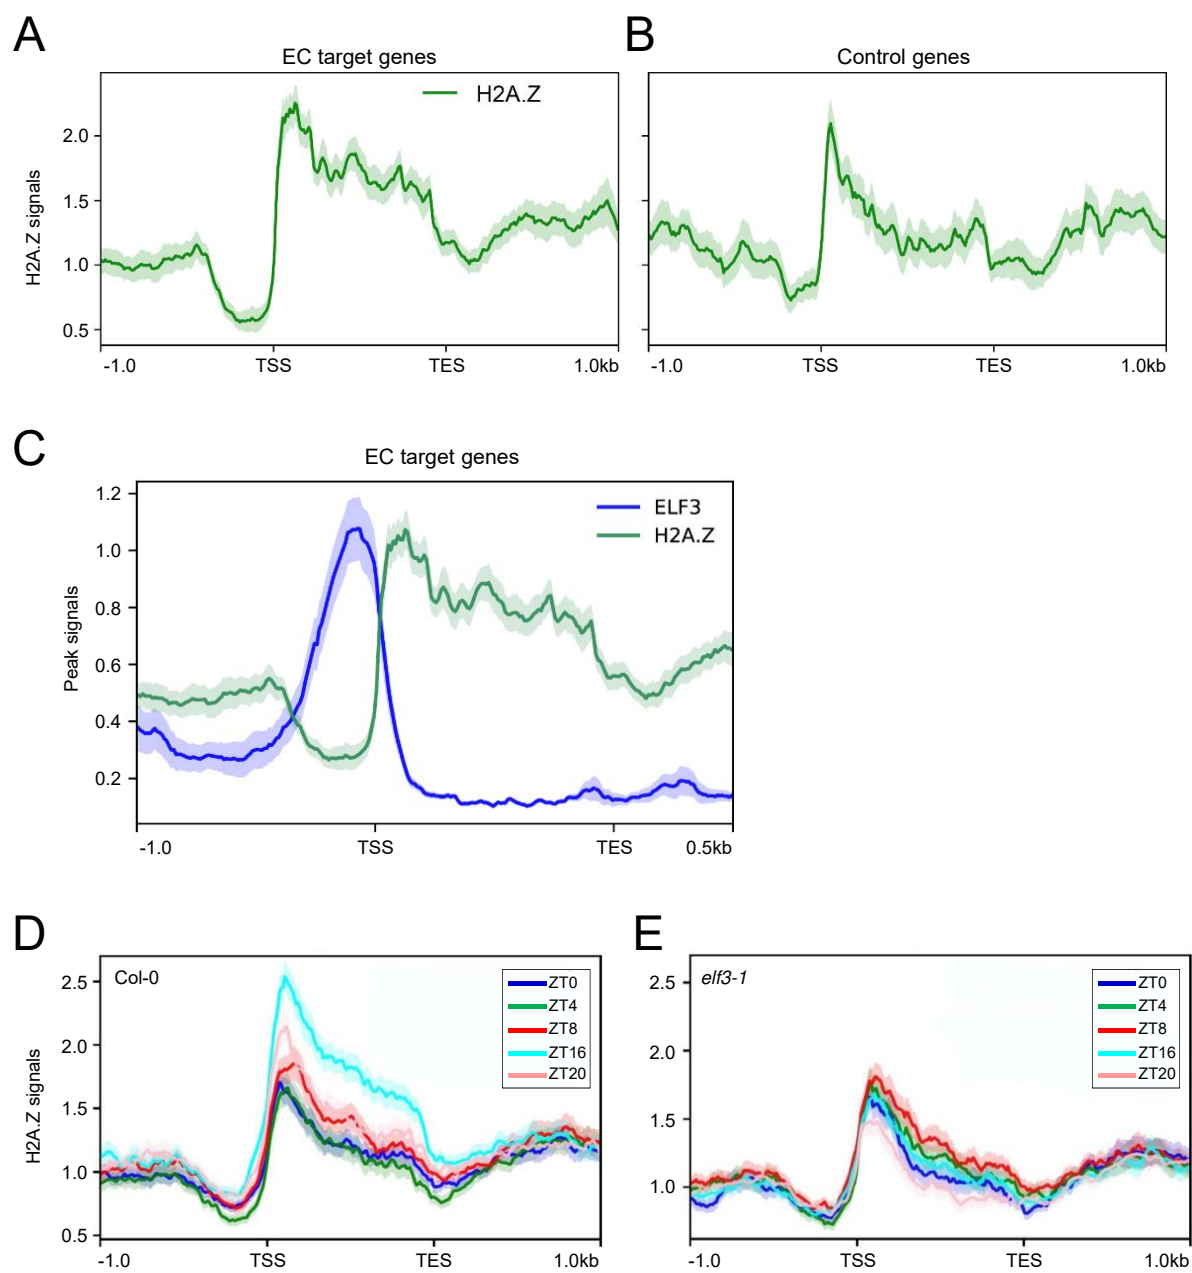 A
B
EC target genes
Control genes
H2A.Z
H2A.Z signals
2.0
1.5
1.0
0.5
-1.0 TSS TES 1.0kb
-1.0 TSS TES 1.0kb
C
EC target genes
ELF3
H2A.Z
Peak signals
1.2
1.0
0.8
0.6
0.4
0.2
-1.0 TSS TES 0.5kb
D
Col-0
ZT0
ZT4
ZT8
ZT16
ZT20
H2A.Z signals
2.5
2.0
1.5
1.0
0.5
-1.0 TSS TES 1.0kb
E
elf3-1
ZT0
ZT4
ZT8
ZT16
ZT20
2.5
2.0
1.5
1.0
-1.0 TSS TES 1.0kb